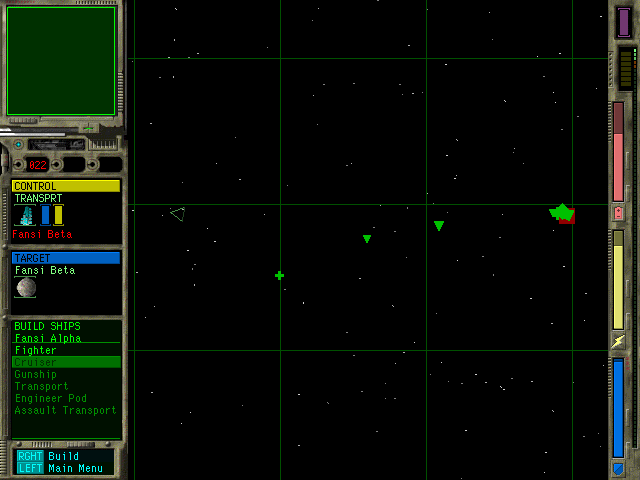 022
CONTROL
TRANSPRT
Fansi Beta
TARGET
Fansi Beta
BUILD SHIPS
Fansi Alpha
Fighter
Cruiser
Gunship
Transport
Engineer Pod
Assault Transport
RGHT Build
LEFT Main Menu